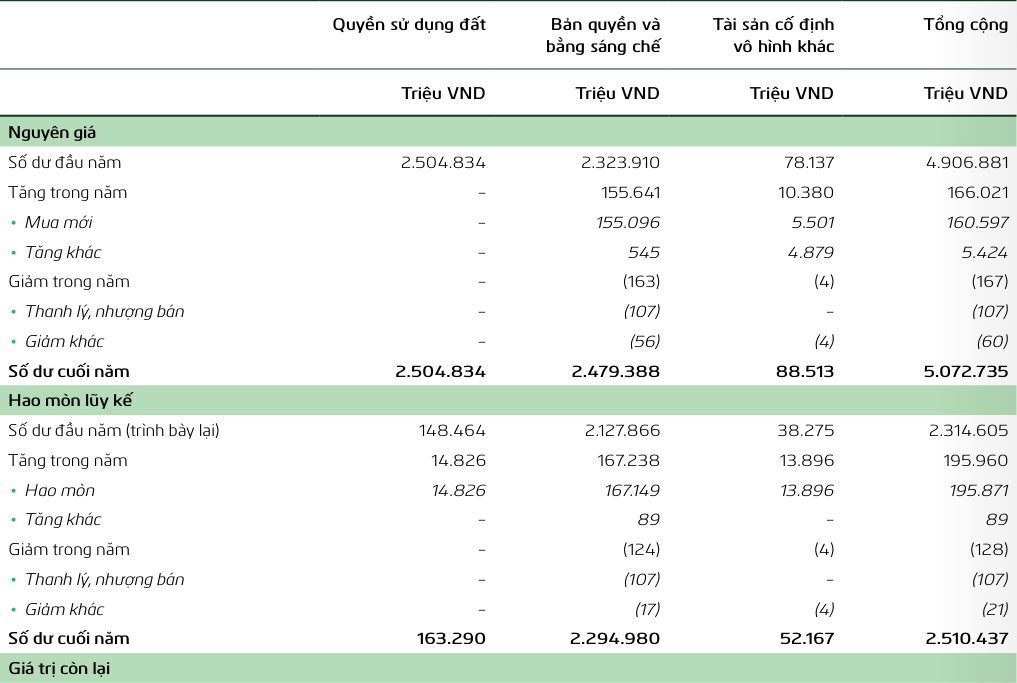 Quyền sử dụng đất Bản quyền và bằng sáng chế Tài sản cố định vô hình khác Tổng cộng
Triệu VND Triệu VND Triệu VND Triệu VND
Nguyên giá
Số dư đầu năm 2.504.834 2.323.910 78.137 4.906.881
Tăng trong năm – 155.641 10.380 166.021
• Mua mới – 155.096 5.501 160.597
• Tăng khác – 545 4.879 5.424
Giảm trong năm – (163) (4) (167)
• Thanh lý, nhượng bán – (107) – (107)
• Giảm khác – (56) (4) (60)
Số dư cuối năm 2.504.834 2.479.388 88.513 5.072.735
Hao mòn lũy kế
Số dư đầu năm (trình bày lại) 148.464 2.127.866 38.275 2.314.605
Tăng trong năm 14.826 167.238 13.896 195.960
• Hao mòn 14.826 167.149 13.896 195.871
• Tăng khác – 89 – 89
Giảm trong năm – (124) (4) (128)
• Thanh lý, nhượng bán – (107) – (107)
• Giảm khác – (17) (4) (21)
Số dư cuối năm 163.290 2.294.980 52.167 2.510.437
Giá trị còn lại